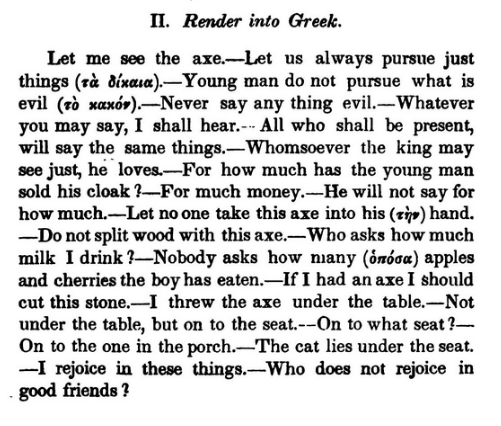 II. Render into Greek.
Let me see the axe.—Let us always pursue just
things (τὰ δίκαια).—Young man do not pursue what is
evil (τὸ κακόν).—Never say any thing evil.—Whatever
you may say, I shall hear.-- All who shall be present,
will say the same things.—Whomsoever the king may
see just, he loves.—For how much has the young man
sold his cloak?—For much money.—He will not say for
how much.—Let no one take this axe into his (τὴν) hand.
—Do not split wood with this axe.—Who asks how much
milk I drink?—Nobody asks how many (ὁπόσα) apples
and cherries the boy has eaten.—If I had an axe I should
cut this stone.—I threw the axe under the table.—Not
under the table, but on to the seat.--On to what seat?—
On to the one in the porch.—The cat lies under the seat.
—I rejoice in these things.—Who does not rejoice in
good friends?